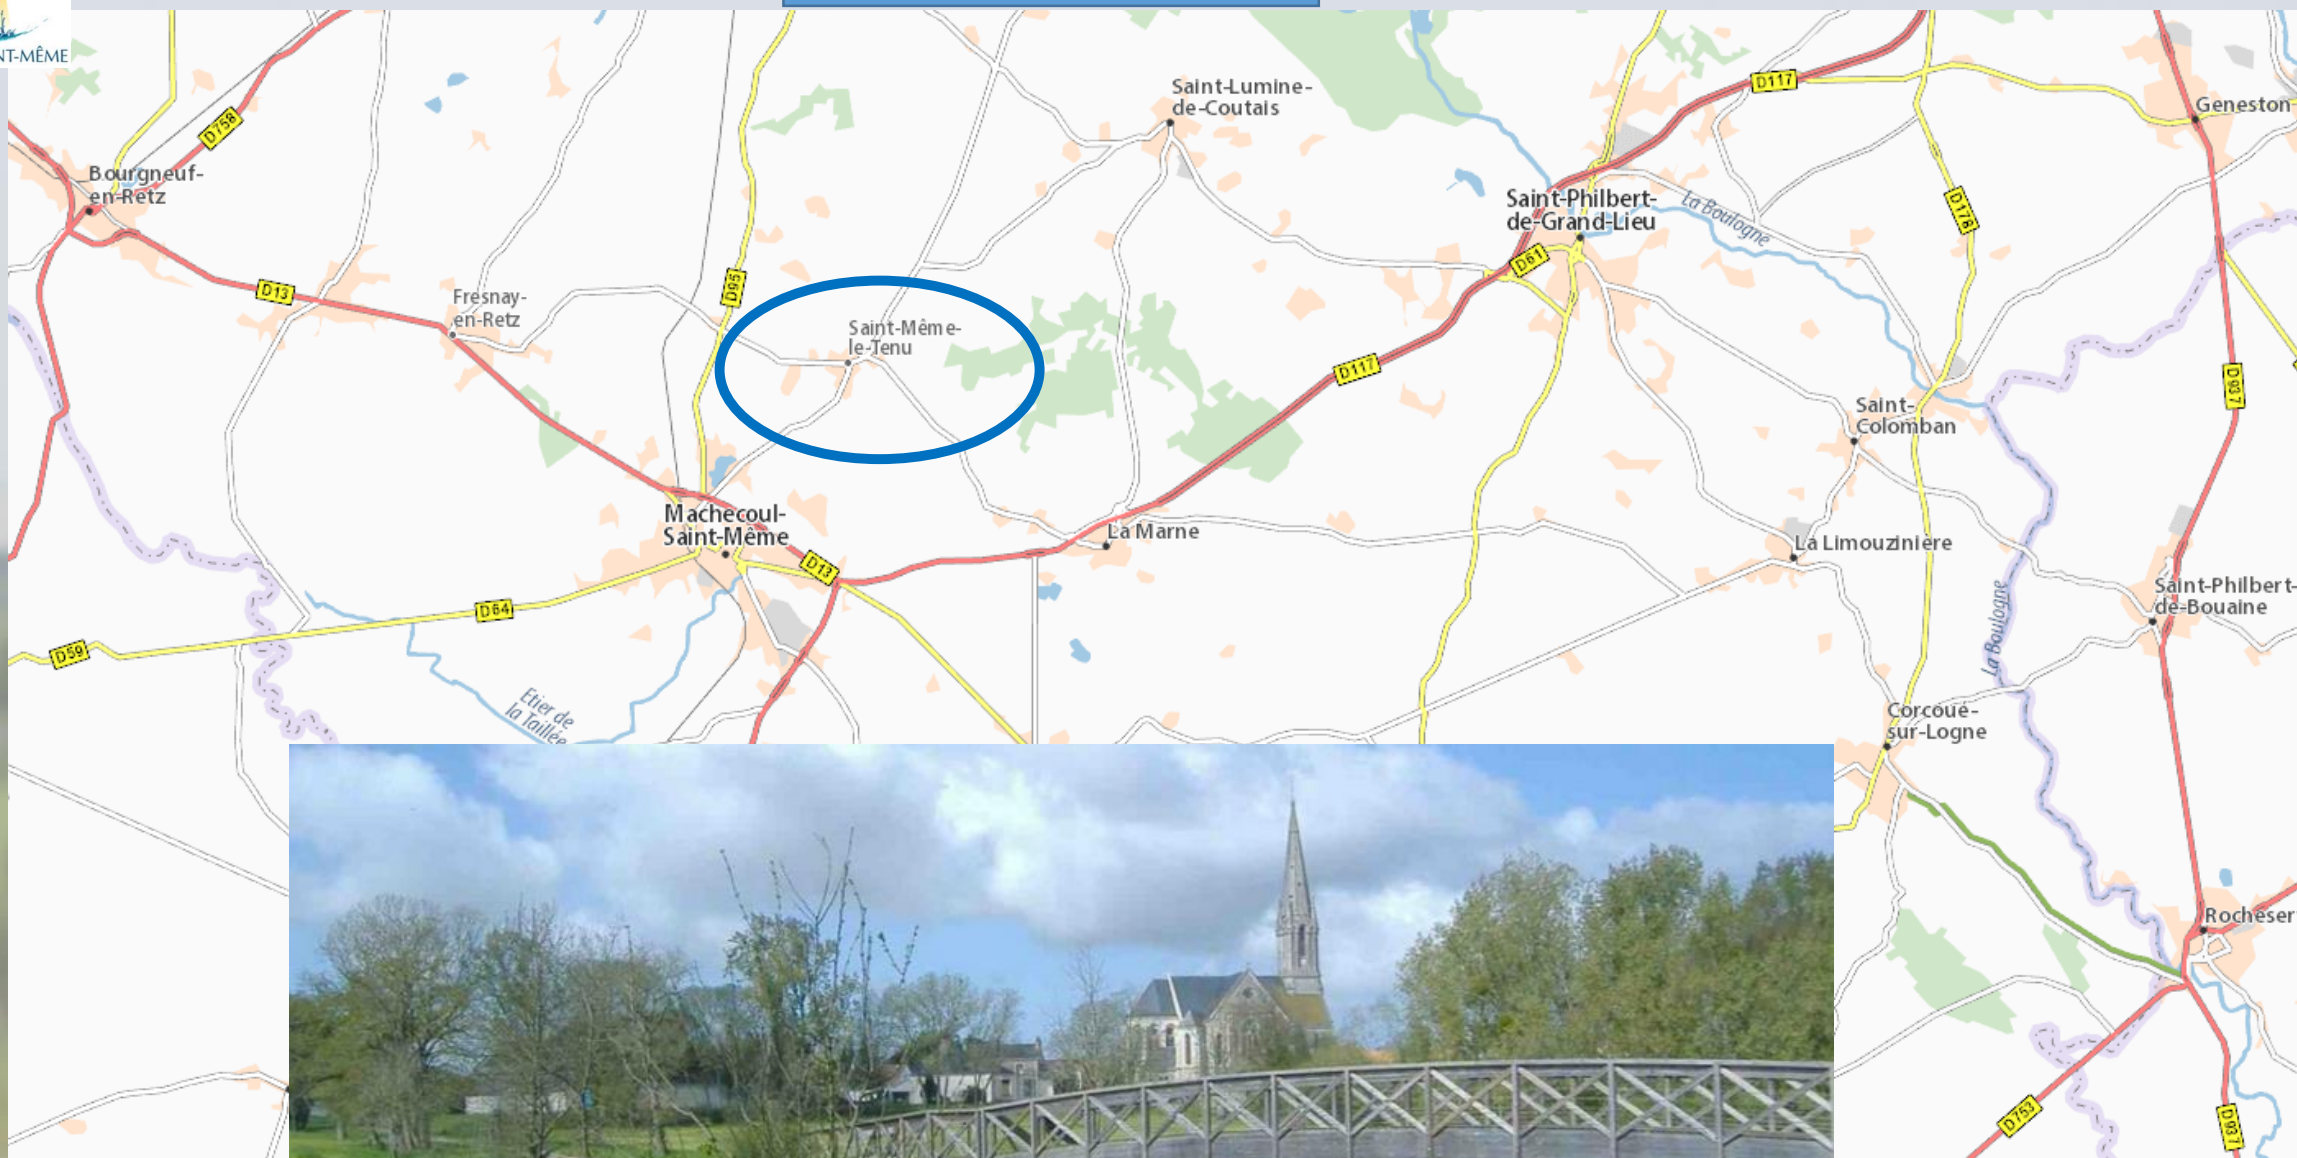 NT-MÊME
Saint-Lumine-
de-Coutais
D117
Geneston
D758
Bourgneuf-
en-Retz
Saint-Philbert-
de-Grand-Lieu
La Boulogne
D178
D61
D13
D95
Fresnay-
en-Retz
Saint-Même-
le-Tenu
D117
D937
Saint-
Colomban
Machecoul-
Saint-Même
La Marne
D13
La Limouzinière
D64
Saint-Philbert-
de-Bouaine
La Boulogne
D59
Etier de
la Taillée
Corcoué-
sur-Logne
Rocheser
D753
D937